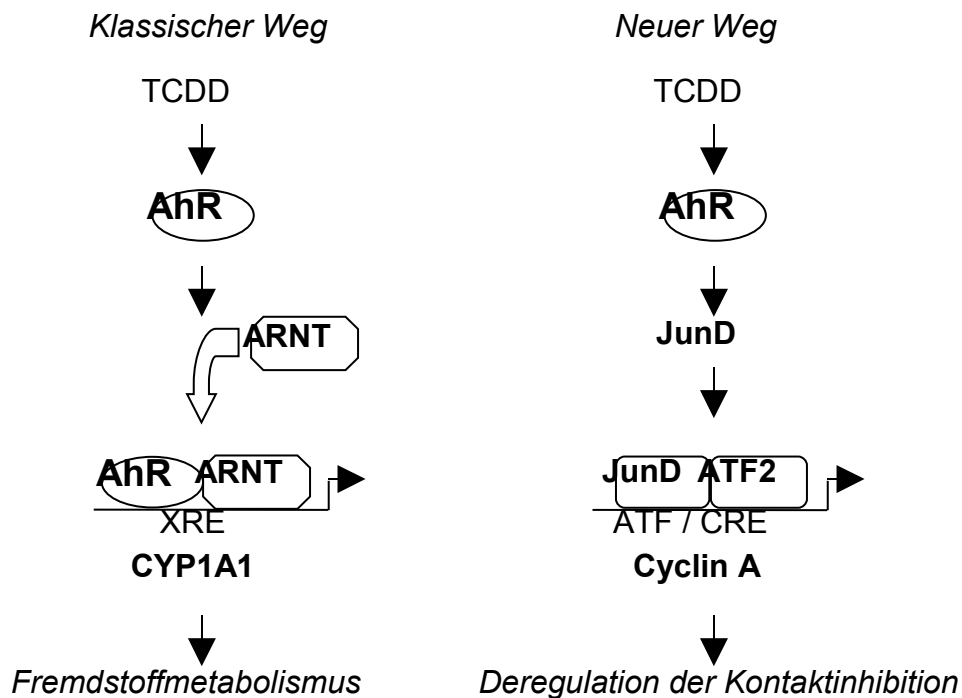 Klassischer Weg
TCDD
AhR
ARNT
AhR ARNT
XRE
CYP1A1
Fremdstoffmetabolismus
Neuer Weg
TCDD
AhR
JunD
JunD ATF2
ATF / CRE
Cyclin A
Deregulation der Kontaktinhibition